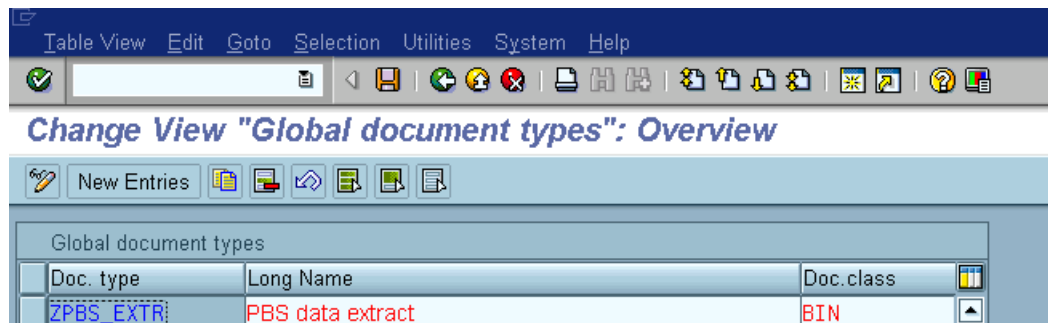 Table View Edit Goto Selection Utilities System Help
Change View "Global document types": Overview
New Entries
Global document types
Doc. type Long Name Doc.class
ZPBS_EXTR PBS data extract BIN